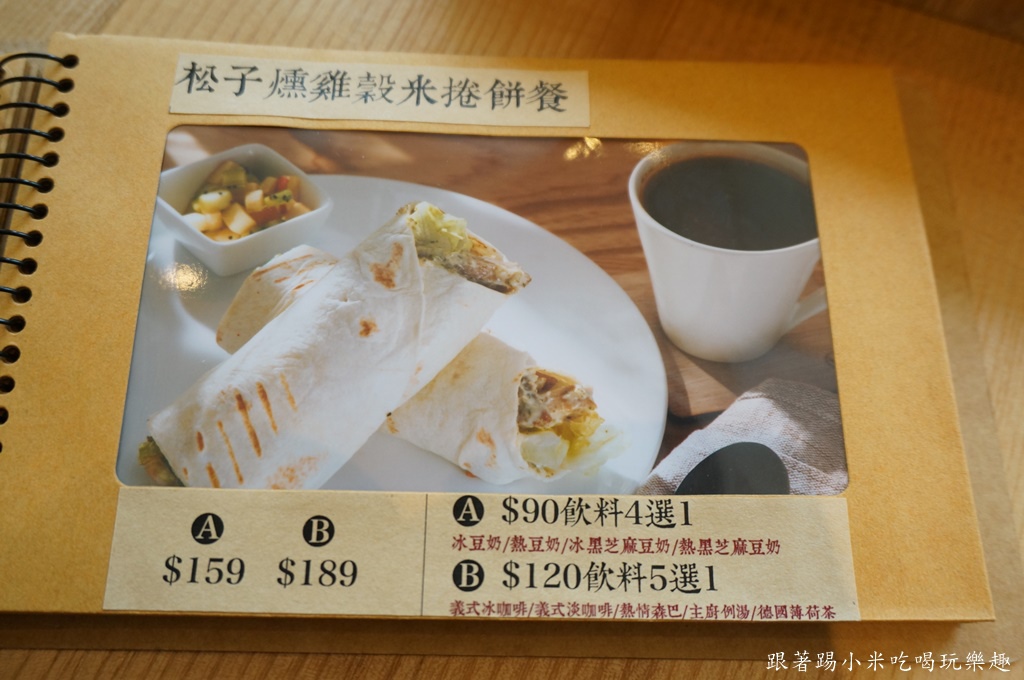 松子燻雞穀米捲餅餐
A B
$159 $189
A $90飲料4選1
冰豆奶/熱豆奶/冰黑芝麻豆奶/熱黑芝麻豆奶
B $120飲料5選1
義式冰咖啡/義式淡咖啡/熱情森巴/主廚例湯/德國薄荷茶
跟著踢小米吃喝玩樂趣